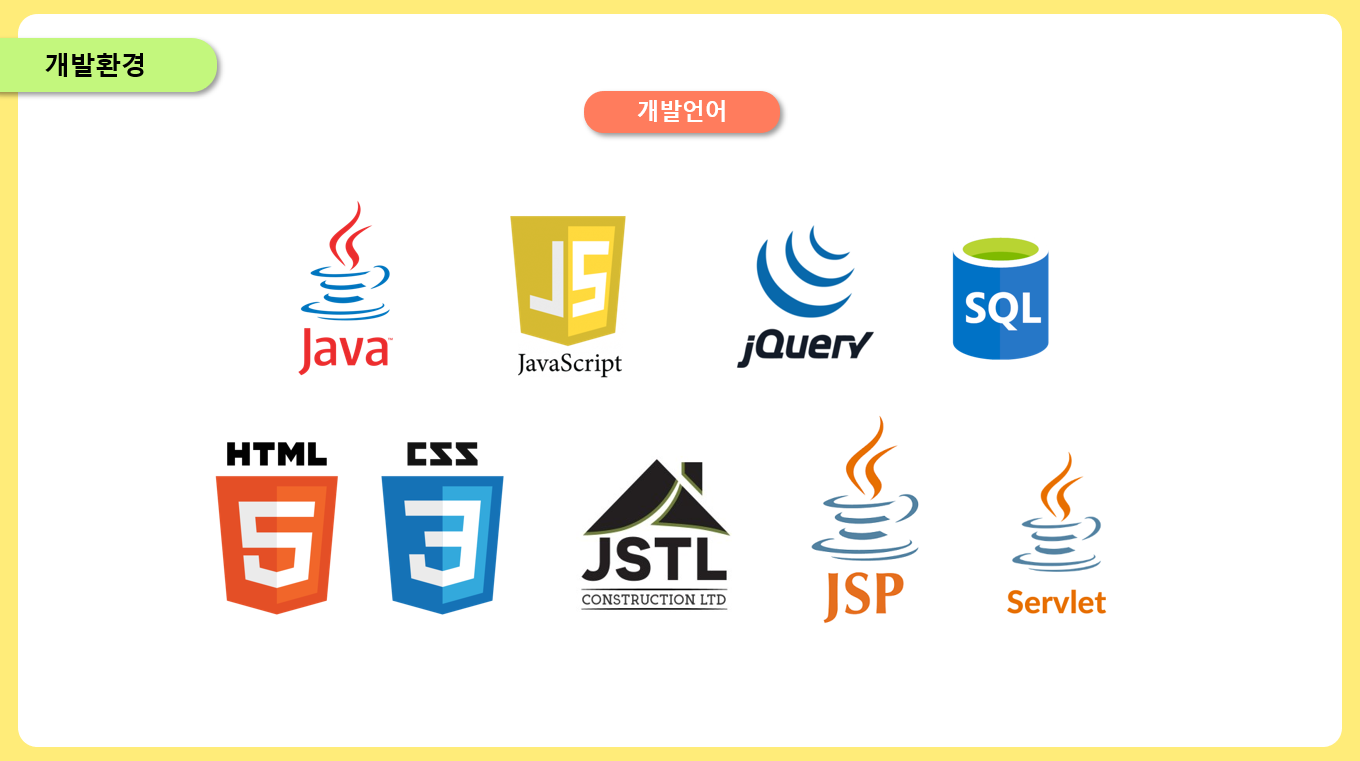 개발환경
개발언어
Java™
JS
JavaScript
jQuery
SQL
HTML
5
CSS
3
JSTL
CONSTRUCTION LTD
JSP
Servlet